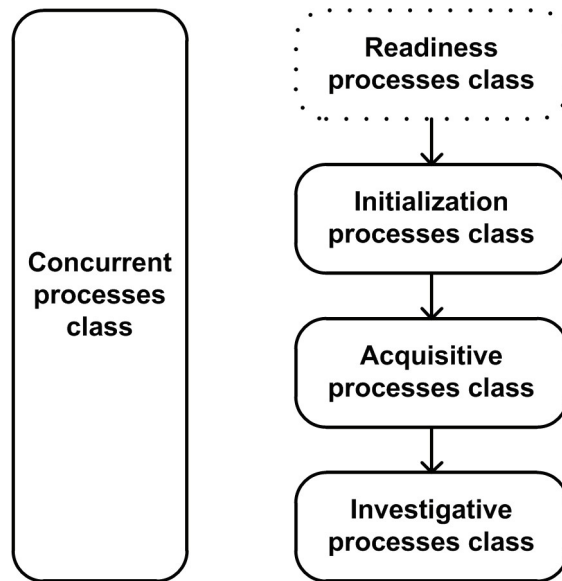 Concurrent
processes
class
Readiness
processes class
Initialization
processes class
Acquisitive
processes class
Investigative
processes class